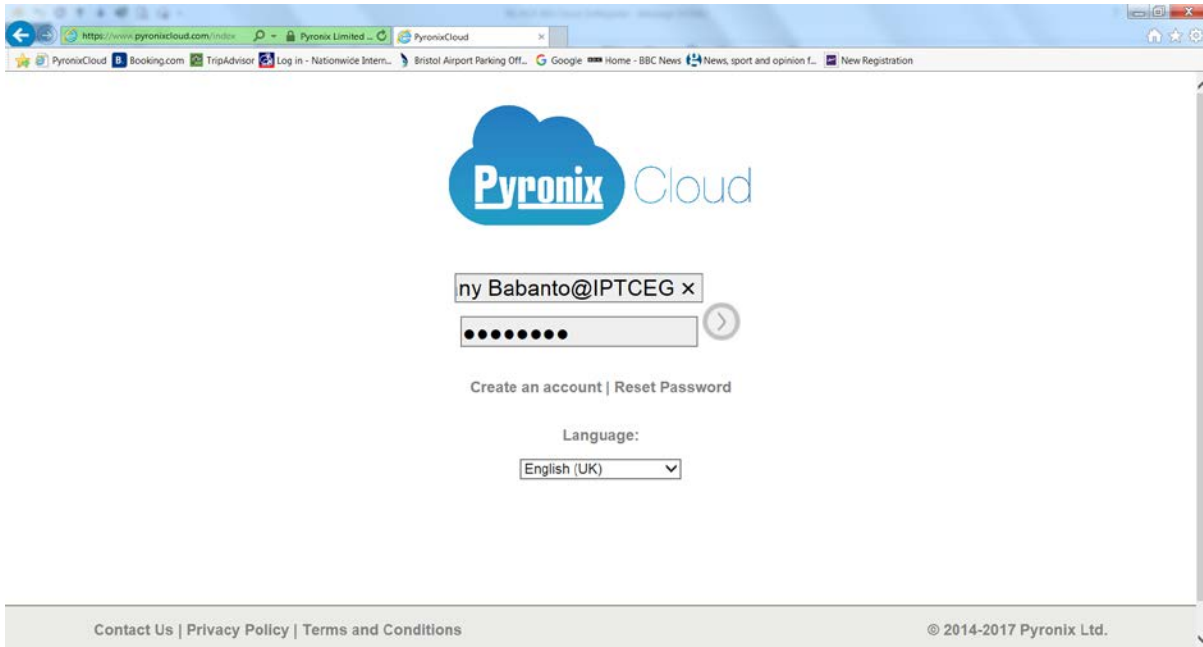 https://www.pyronixcloud.com/index
Pyronix Limited ...
PyronixCloud
PyronixCloud
Booking.com
TripAdvisor
Log in - Nationwide Intern...
Bristol Airport Parking Off...
Google
Home - BBC News
News, sport and opinion f...
New Registration
Pyronix Cloud
ny Babanto@IPTCEG
Create an account | Reset Password
Language:
English (UK)
Contact Us | Privacy Policy | Terms and Conditions
© 2014-2017 Pyronix Ltd.